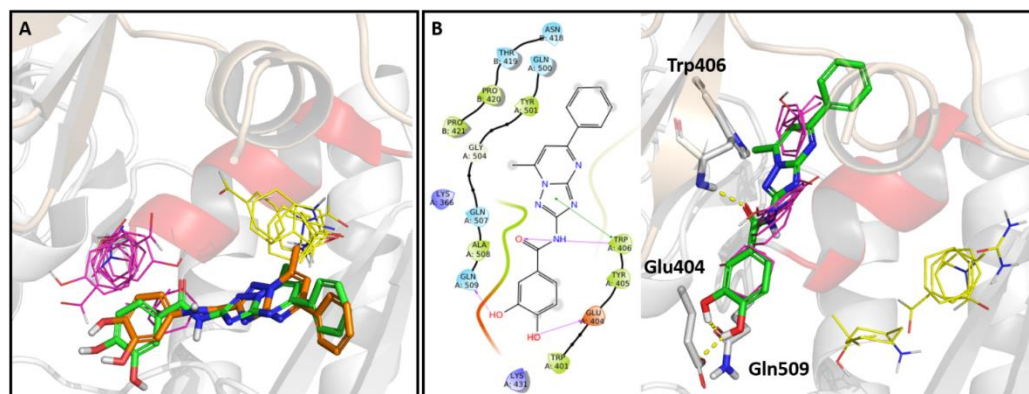 A
B
ASN
B: 418
THR
B: 419
GLN
A: 500
PRO
B: 420
TYR
A: 501
PRO
B: 421
GLY
A: 504
LYS
A: 366
GLN
A: 507
ALA
A: 508
GLN
A: 509
N
N
N
N
N
NH
O
HO
HO
TRP
A: 406
TYR
A: 405
GLU
A: 404
TRP
A: 401
LYS
A: 431
Trp406
Glu404
Gln509